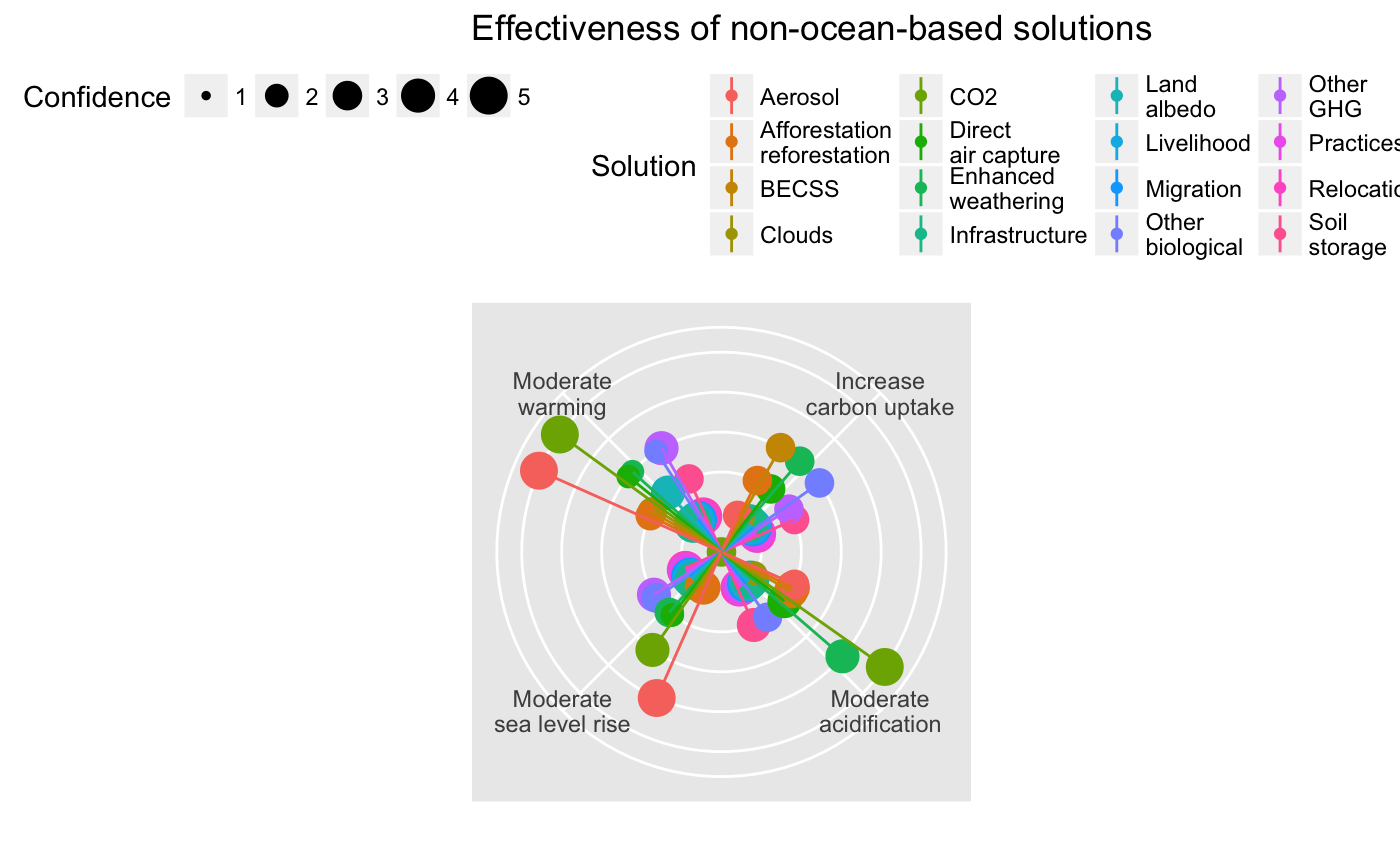 Effectiveness of non-ocean-based solutions
Confidence 1 2 3 4 5
Solution
Aerosol
Afforestation
reforestation
BECSS
Clouds
CO2
Direct
air capture
Enhanced
weathering
Infrastructure
Land
albedo
Livelihood
Migration
Other
biological
Other
GHG
Practices
Relocatio
Soil
storage
Moderate
warming
Increase
carbon uptake
Moderate
sea level rise
Moderate
acidification